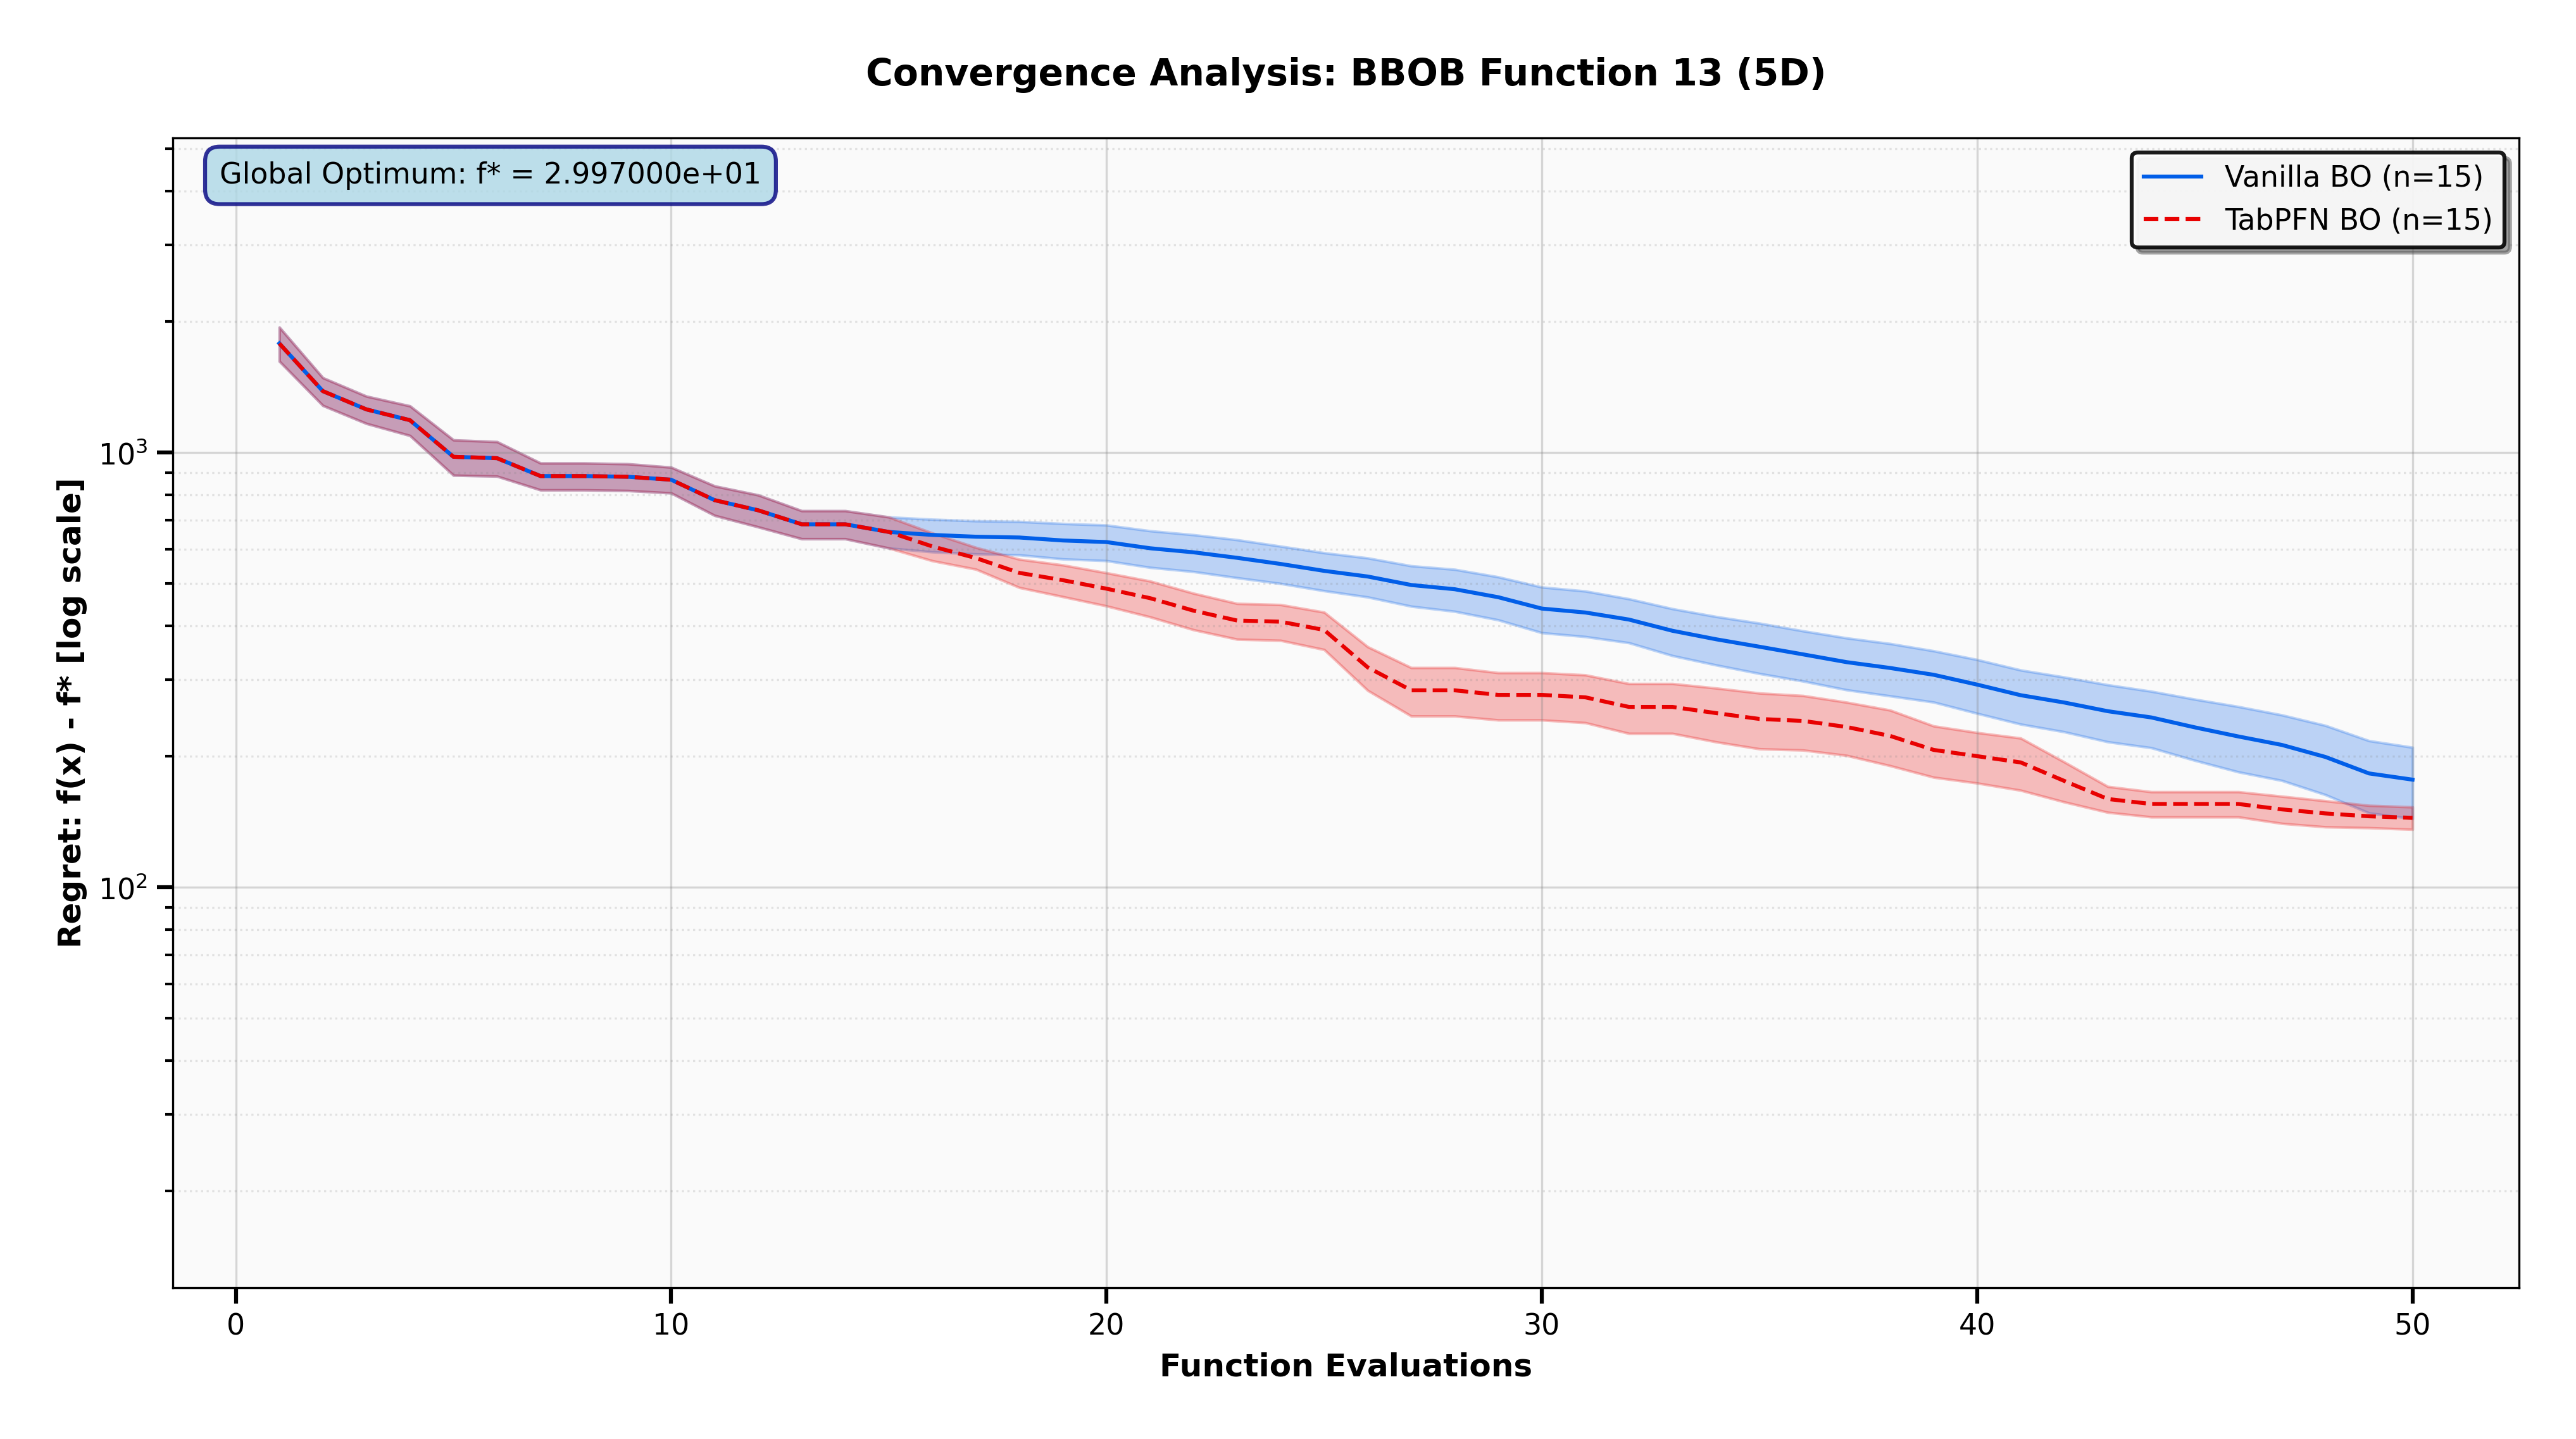 Convergence Analysis: BBOB Function 13 (5D)
Global Optimum: f* = 2.997000e+01
Vanilla BO (n=15)
TabPFN BO (n=15)
Regret: f(x) - f* [log scale]
10³
10²
0 10 20 30 40 50
Function Evaluations